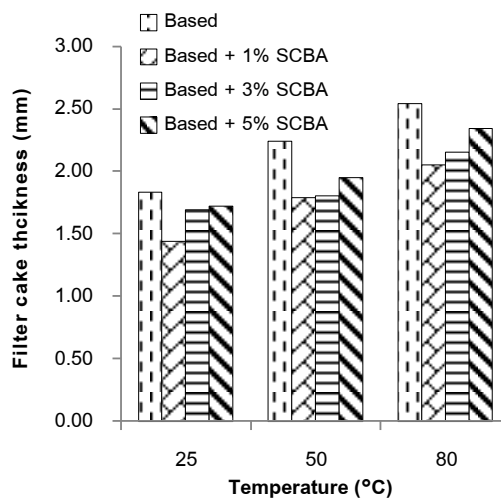 Based
Based + 1% SCBA
Based + 3% SCBA
Based + 5% SCBA
Filter cake thcikness (mm)
3.00
2.50
2.00
1.50
1.00
0.50
0.00
25 50 80
Temperature (°C)